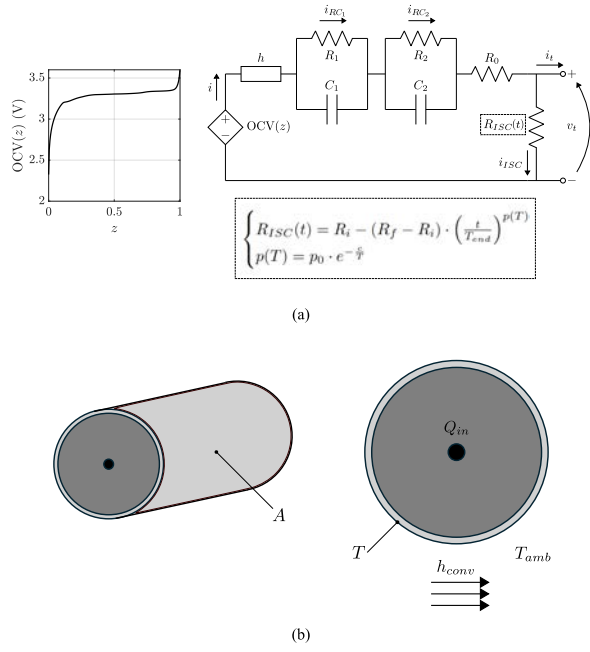 i_{RC_1}
i_{RC_2}
3.5
3
2.5
2
OCV(z) (V)
0
0.5
1
z
i
h
R_1
C_1
R_2
C_2
R_0
i_t
+
−
OCV(z)
+
R_{ISC}(t)
v_t
i_{ISC}
−
R_{ISC}(t) = R_i − (R_f − R_i) · (t/T_{end})^{p(T)}
p(T) = p_0 · e^{−c/T}
(a)
Q_{in}
A
T
T_{amb}
h_{conv}
(b)